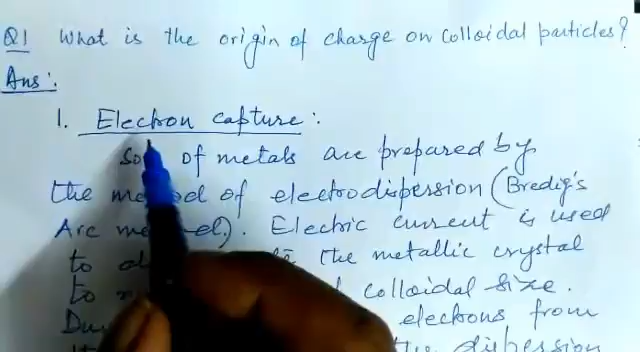 Q1 What is the origin of charge on colloidal particles?
Ans:
1. Electron capture:
of metals are prepared by
the of electrodispersion (Bredig's
Arc Electric current is used
to the metallic crystal
to colloidal size.
electrons from